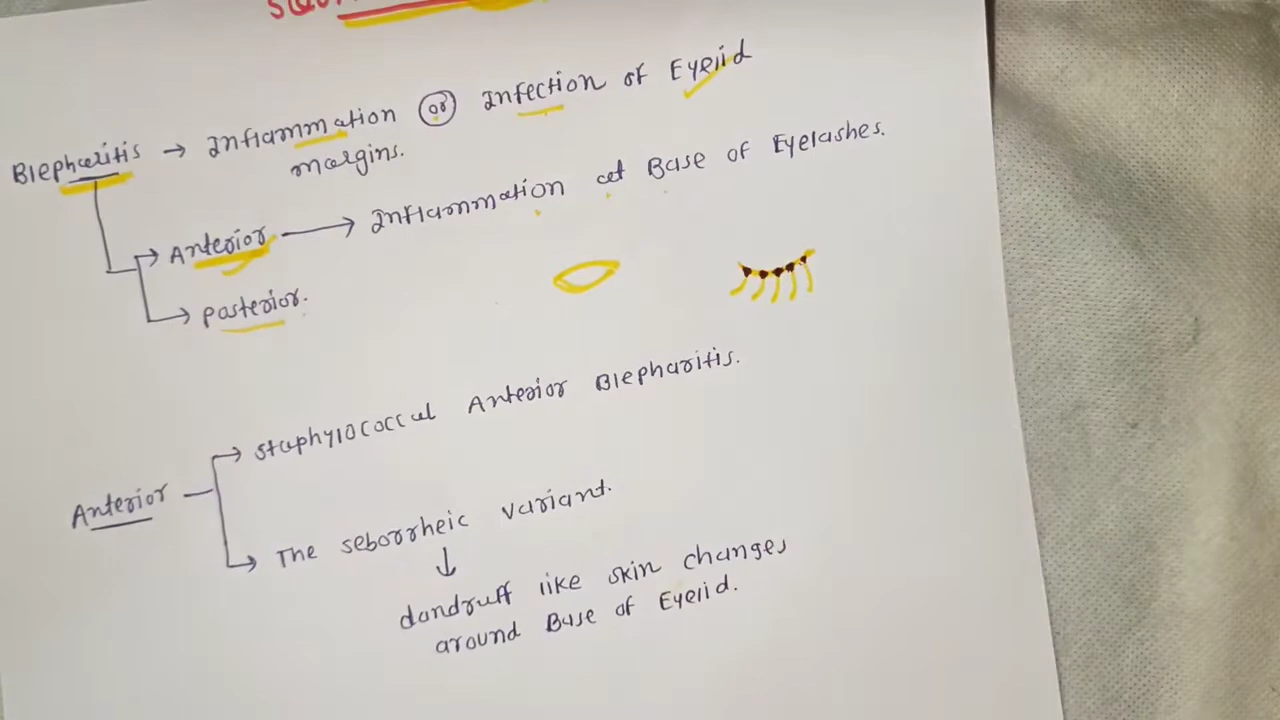 Blepharitis → Inflammation or Infection of Eyelid
margins.
Anterior → Inflammation at Base of Eyelashes.
posterior.
Anterior
→ staphylococcal Anterior Blepharitis.
→ The seborrheic variant.
↓
dandruff like skin changes
around Base of Eyelid.